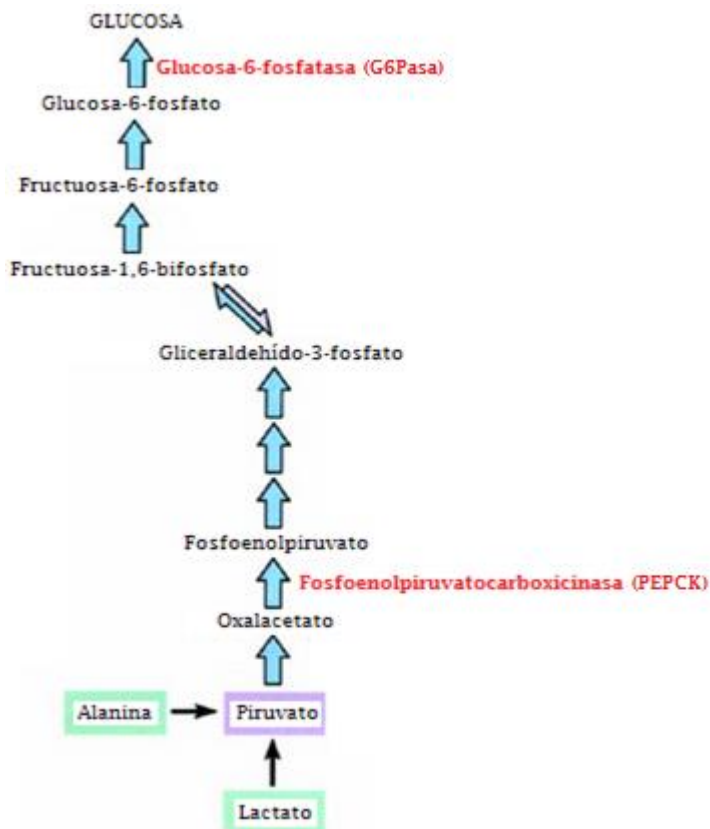 GLUCOSA
Glucosa-6-fosfatasa (G6Pasa)
Glucosa-6-fosfato
Fructuosa-6-fosfato
Fructuosa-1,6-bifosfato
Gliceraldehído-3-fosfato
Fosfoenolpiruvato
Fosfoenolpiruvatocarboxicinasa (PEPCK)
Oxalacetato
Alanina
Piruvato
Lactato